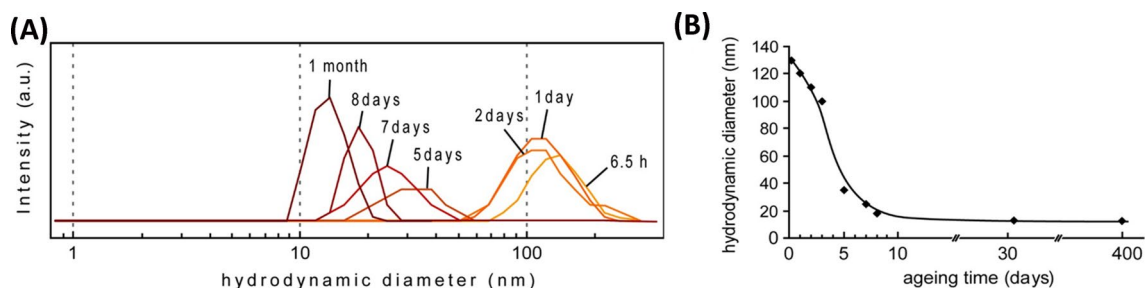 (A)
Intensity (a.u.)
1 month
8days
7days
5days
2days
1day
6.5 h
1
10
100
hydrodynamic diameter (nm)
(B)
hydrodynamic diameter (nm)
140
120
100
80
60
40
20
0
0
5
10
30
400
ageing time (days)